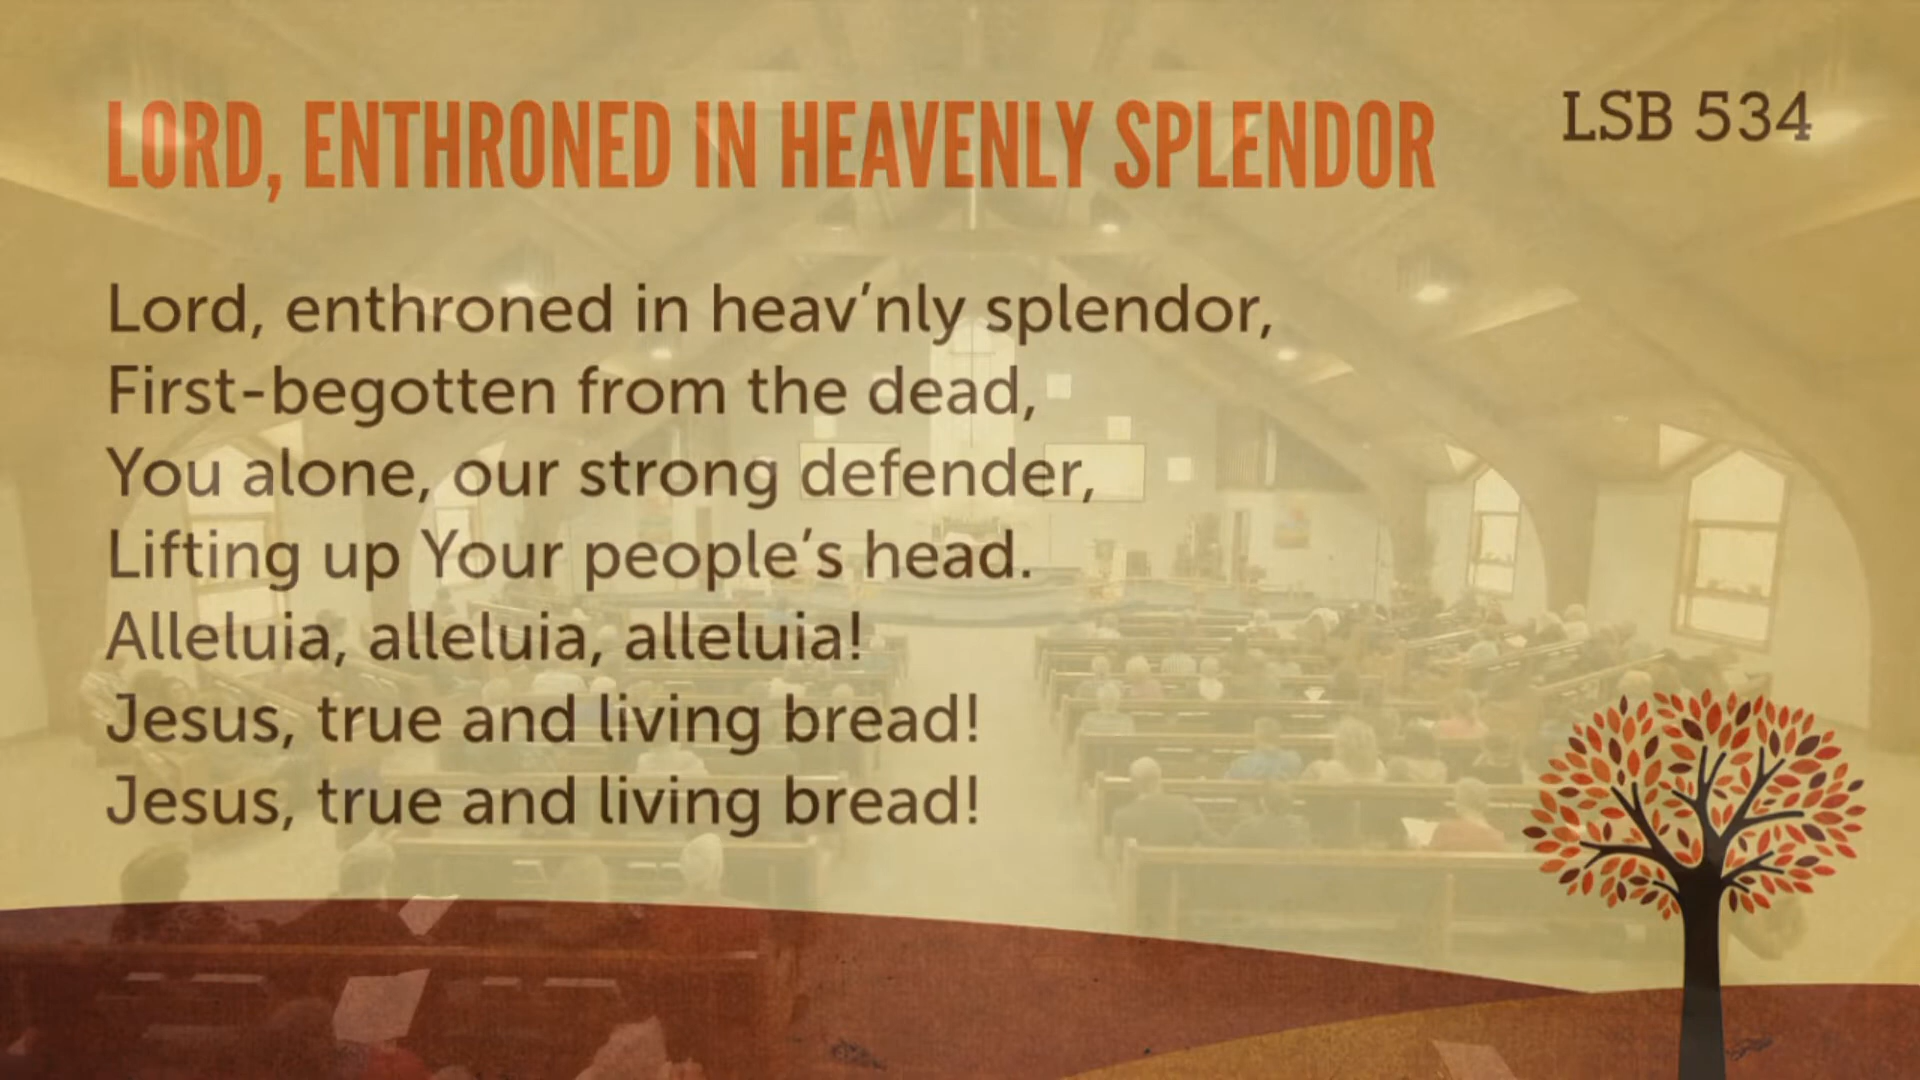 LORD, ENTHRONED IN HEAVENLY SPLENDOR
LSB 534
Lord, enthroned in heav’nly splendor,
First-begotten from the dead,
You alone, our strong defender,
Lifting up Your people’s head.
Alleluia, alleluia, alleluia!
Jesus, true and living bread!
Jesus, true and living bread!